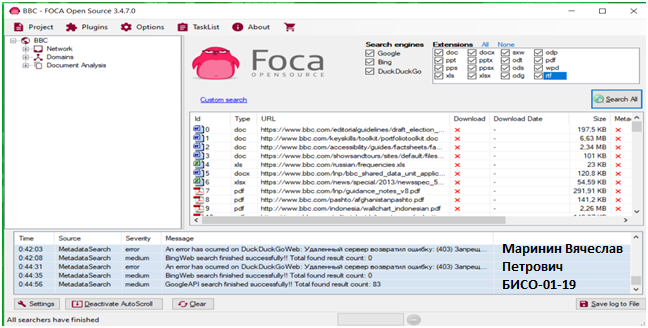 BBC - FOCA Open Source 3.4.7.0
Project Plugins Options TaskList About
BBC
Network
Domains
Document Analysis
Foca
OPENSOURCE
Search engines
Google
Bing
DuckDuckGo
Extensions All None
doc docx sxw odp
ppt pptx odt pdf
pps ppsx ods wpd
xls xlsx odg rtf
Custom search
Search All
Id Type URL Download Download Date Size Metac
0 doc https://www.bbc.com/editorialguidelines/draft_election_... × - 197,5 KB ×
1 doc https://www.bbc.com/keyskills/toolkit/portfoliotoolkit.doc × - 6,63 MB ×
2 doc https://www.bbc.com/accessibility/guides/factsheets/fa... × - 2,34 MB ×
3 doc https://www.bbc.com/showsandtours/sites/default/files... × - 101 KB ×
4 xls https://www.bbc.com/russian/frequencies.xls × - 23 KB ×
5 doc https://www.bbc.com/lnp/bbc_shared_data_unit_applic... × - 120,8 KB ×
6 xlsx https://www.bbc.com/news/special/2013/newsspec_5... × - 54,59 KB ×
7 pdf https://www.bbc.com/lnp/guidance_notes_v8.pdf × - 291,91 KB ×
8 pdf https://www.bbc.com/pashto/afghanistanpashto.pdf × - 141,2 KB ×
9 pdf https://www.bbc.com/indonesia/wallchart_indonesian.pdf × - 2,26 MB ×
Time Source Severity Message
0:42:03 MetadataSearch error An error has ocurred on DuckDuckGoWeb: Удаленный сервер возвратил ошибку: (403) Запрещ...
0:42:08 MetadataSearch medium BingWeb search finished successfully!! Total found result count: 0
0:44:31 MetadataSearch error An error has ocurred on DuckDuckGoWeb: Удаленный сервер возвратил ошибку: (403) Запрещ...
0:44:35 MetadataSearch medium BingWeb search finished successfully!! Total found result count: 0
0:44:56 MetadataSearch medium GoogleAPI search finished successfully!! Total found result count: 83
Маринин Вячеслав
Петрович
БИСО-01-19
Settings Deactivate AutoScroll Clear Save log to File
All searchers have finished